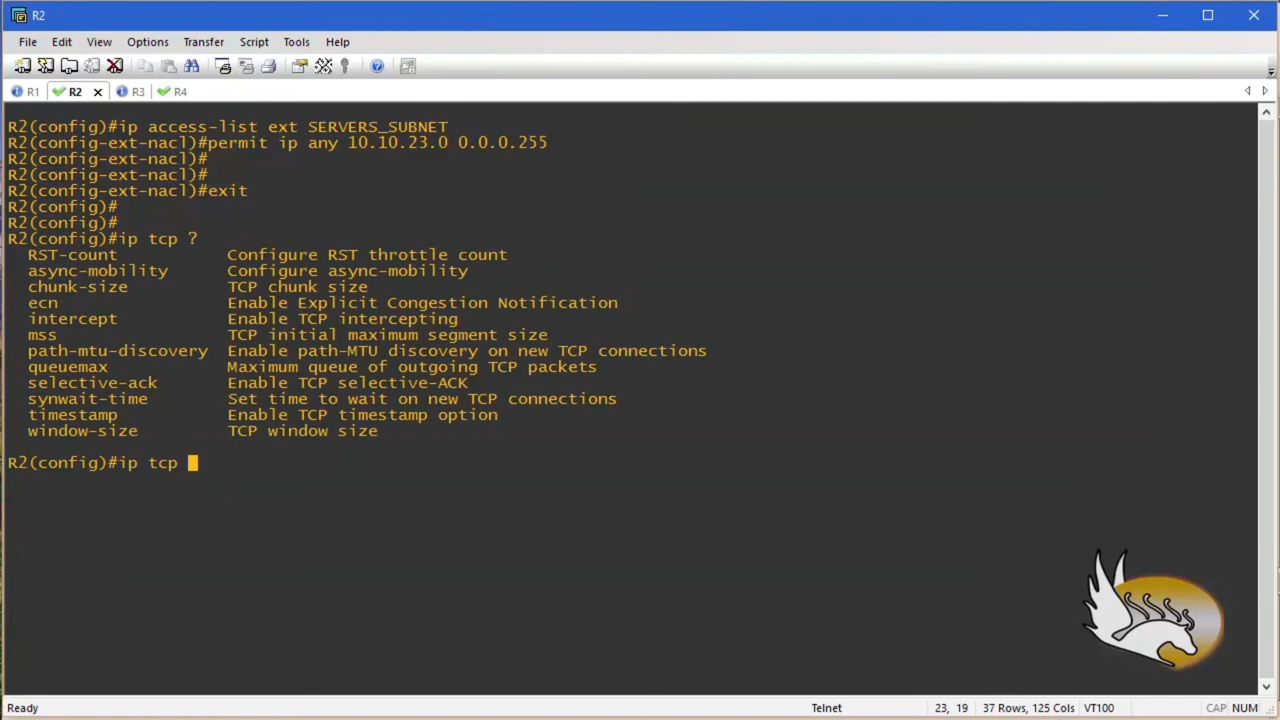 R2
File Edit View Options Transfer Script Tools Help
R1 R2 R3 R4
R2(config)#ip access-list ext SERVERS_SUBNET
R2(config-ext-nacl)#permit ip any 10.10.23.0 0.0.0.255
R2(config-ext-nacl)#
R2(config-ext-nacl)#
R2(config-ext-nacl)#exit
R2(config)#
R2(config)#
R2(config)#ip tcp ?
RST-count Configure RST throttle count
async-mobility Configure async-mobility
chunk-size TCP chunk size
ecn Enable Explicit Congestion Notification
intercept Enable TCP intercepting
mss TCP initial maximum segment size
path-mtu-discovery Enable path-MTU discovery on new TCP connections
queuemax Maximum queue of outgoing TCP packets
selective-ack Enable TCP selective-ACK
synwait-time Set time to wait on new TCP connections
timestamp Enable TCP timestamp option
window-size TCP window size
R2(config)#ip tcp
Ready Telnet 23, 19 37 Rows, 125 Cols VT100 CAP NUM